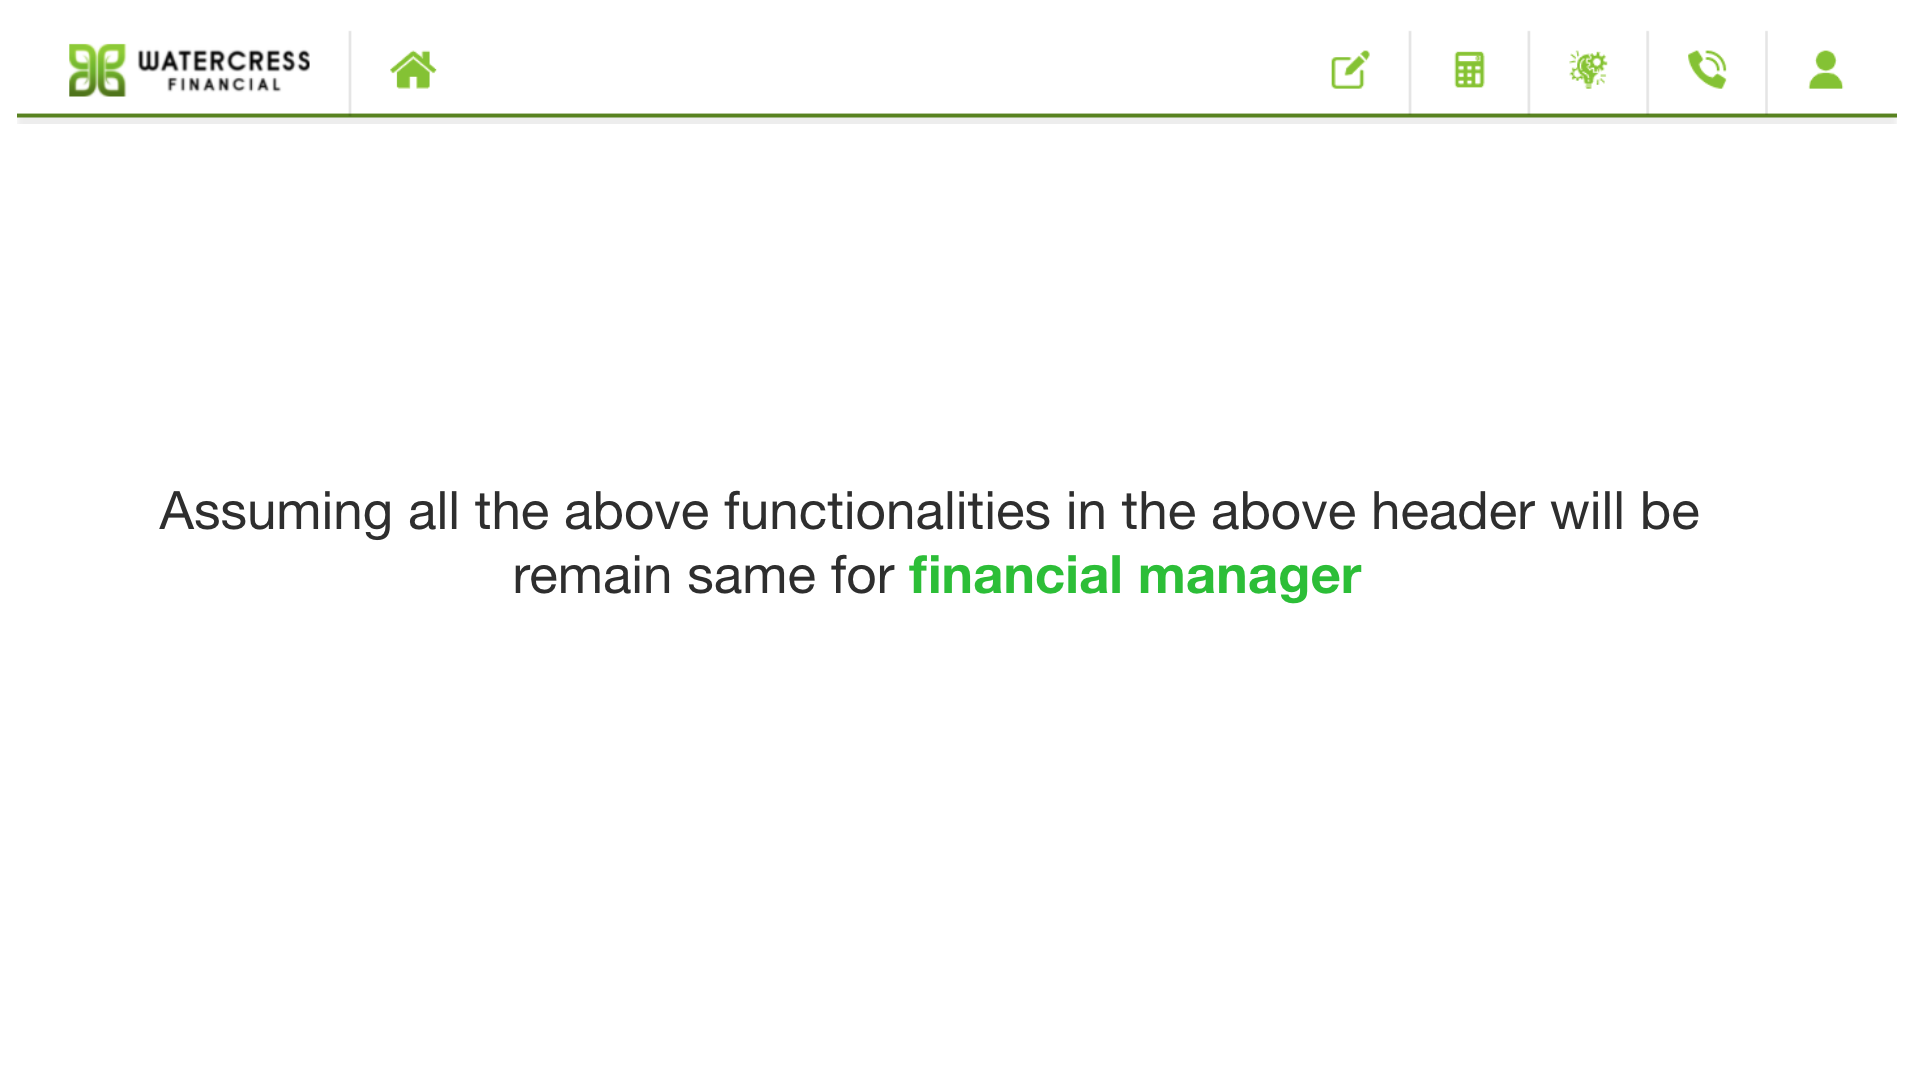 WATERCRESS
FINANCIAL
Assuming all the above functionalities in the above header will be
remain same for financial manager